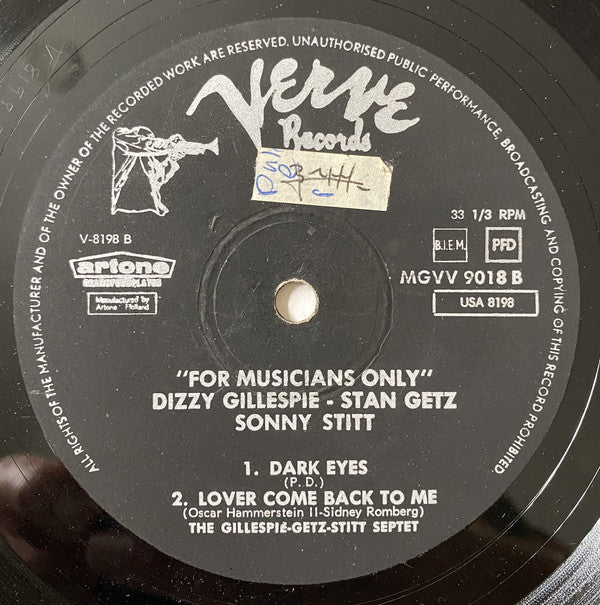 ALL RIGHTS OF THE MANUFACTURER AND OF THE OWNER OF THE RECORDED WORK ARE RESERVED. UNAUTHORISED PUBLIC PERFORMANCE, BROADCASTING AND COPYING OF THIS RECORD PROHIBITED
Verve
Records
V-8198 B
artone
GRAMOFOONPLATEN
Manufactured by
Artone - Holland
33 1/3 RPM
B.I.E.M.
PFD
MGVV 9018 B
USA 8198
"FOR MUSICIANS ONLY"
DIZZY GILLESPIE - STAN GETZ
SONNY STITT
1. DARK EYES
(P.D.)
2. LOVER COME BACK TO ME
(Oscar Hammerstein II-Sidney Romberg)
THE GILLESPIE-GETZ-STITT SEPTET